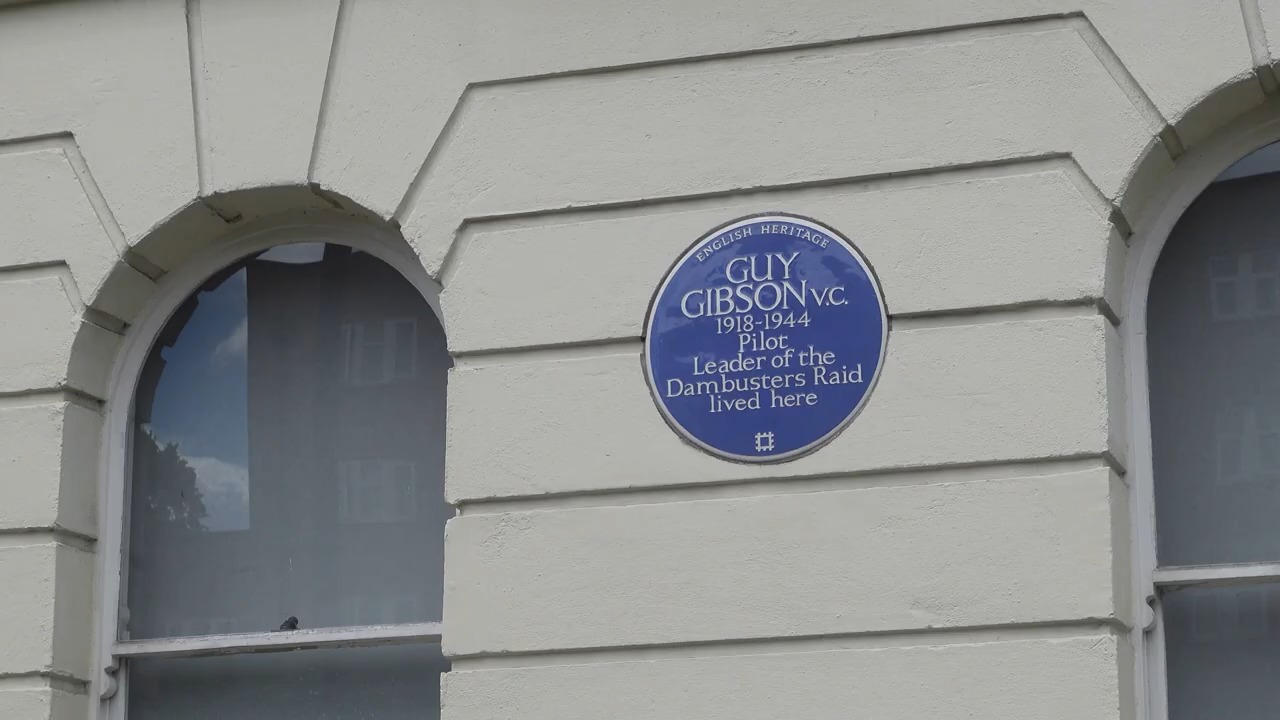 ENGLISH HERITAGE
GUY
GIBSON V.C.
1918-1944
Pilot
Leader of the
Dambusters Raid
lived here